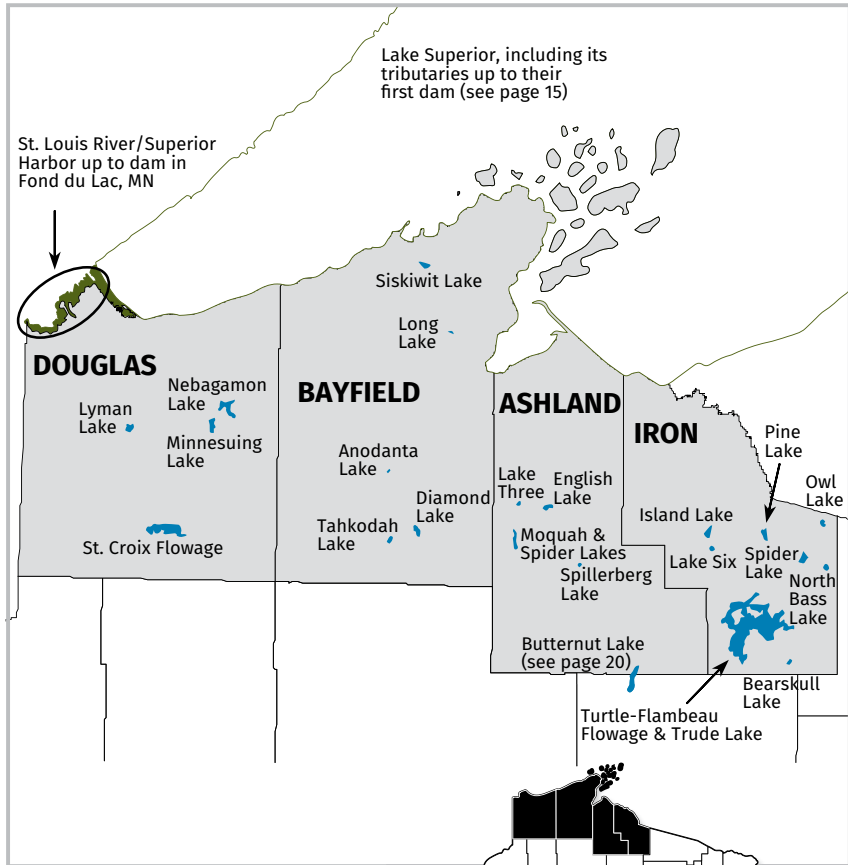 Lake Superior, including its
tributaries up to their
first dam (see page 15)
St. Louis River/Superior
Harbor up to dam in
Fond du Lac, MN
Siskiwit Lake
Long
Lake
DOUGLAS
BAYFIELD
ASHLAND
IRON
Nebagamon
Lake
Lyman
Lake
Minnesuing
Lake
St. Croix Flowage
Anodanta
Lake
Diamond
Lake
Tahkodah
Lake
Lake
Three
English
Lake
Moquah &
Spider Lakes
Spillerberg
Lake
Butternut Lake
(see page 20)
Pine
Lake
Owl
Lake
Island Lake
Lake Six
Spider
Lake
North
Bass
Lake
Bearskull
Lake
Turtle-Flambeau
Flowage & Trude Lake